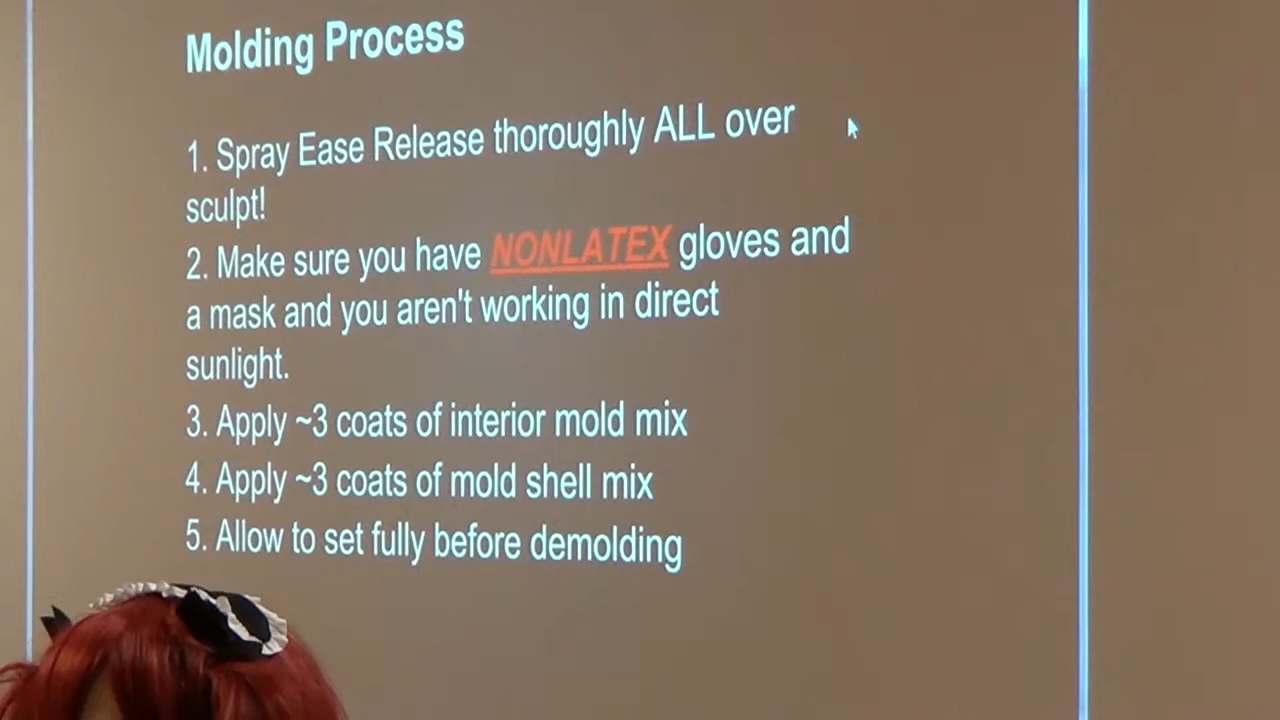 Molding Process
1. Spray Ease Release thoroughly ALL over
sculpt!
2. Make sure you have NONLATEX gloves and
a mask and you aren't working in direct
sunlight.
3. Apply ~3 coats of interior mold mix
4. Apply ~3 coats of mold shell mix
5. Allow to set fully before demolding